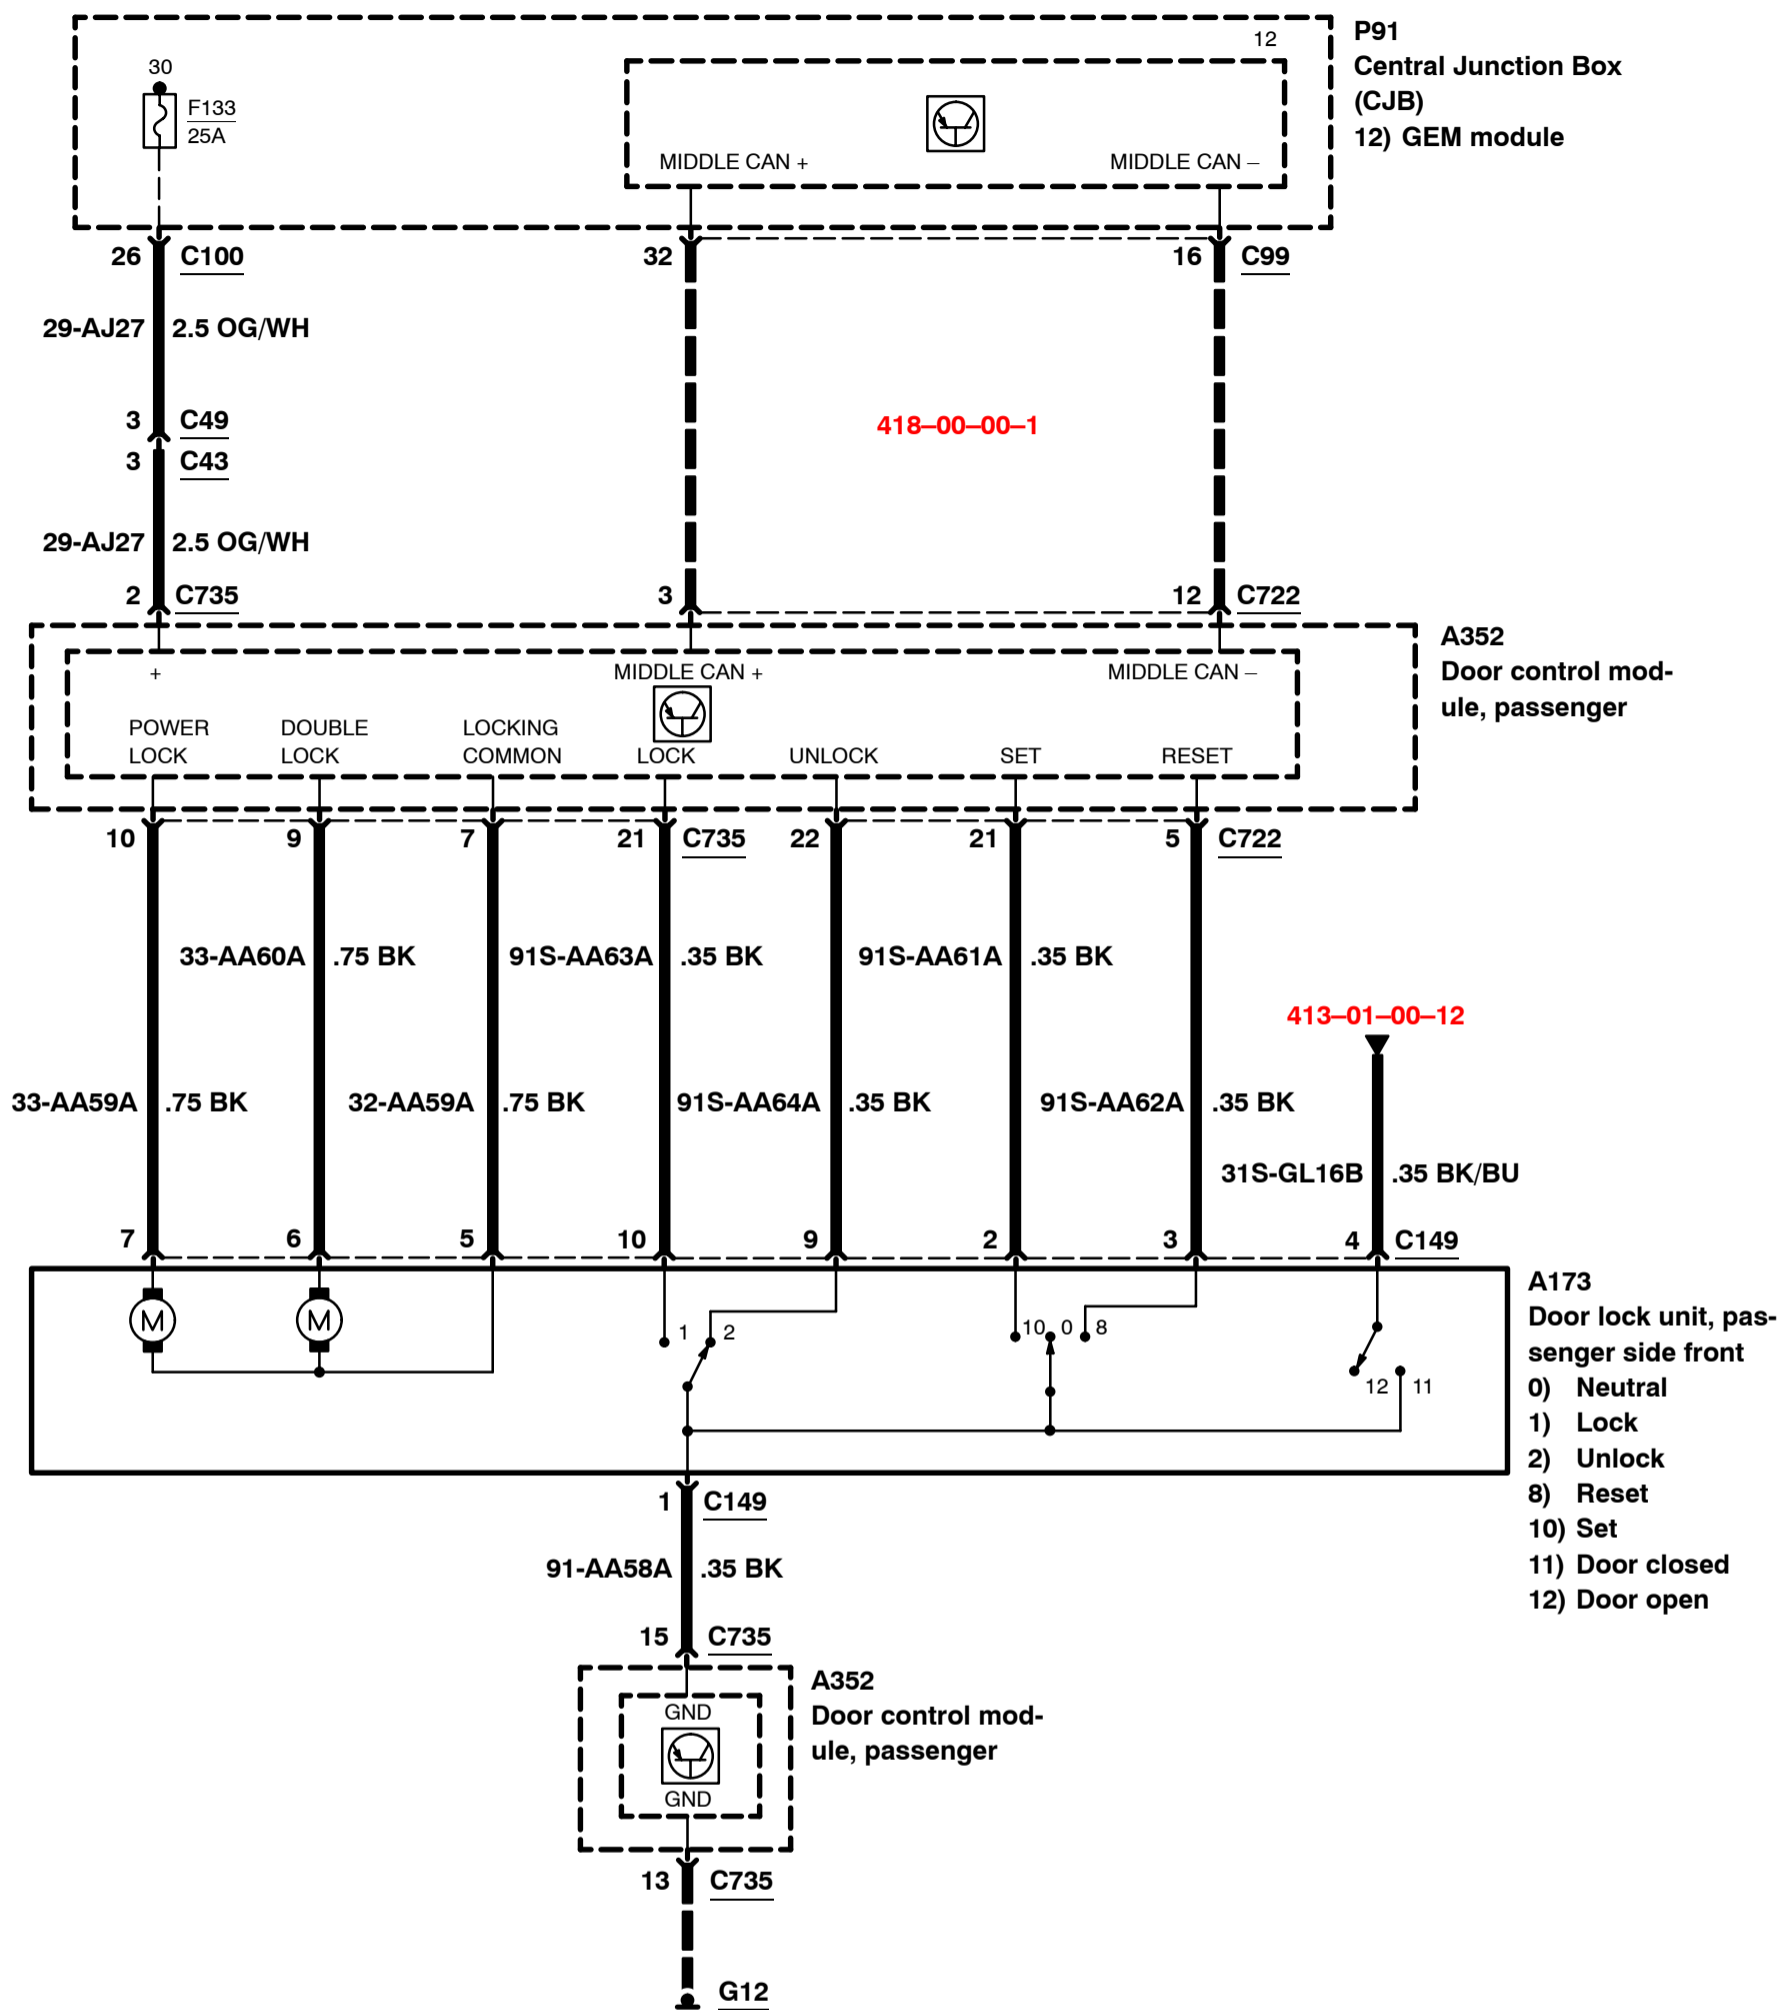 P91
Central Junction Box
(CJB)
12) GEM module
12
30
F133
25A
MIDDLE CAN +
MIDDLE CAN –
26 C100
32
16 C99
29-AJ27 2.5 OG/WH
418–00–00–1
3 C49
3 C43
29-AJ27 2.5 OG/WH
2 C735
3
12 C722
A352
Door control mod-
ule, passenger
+
MIDDLE CAN +
MIDDLE CAN –
POWER
LOCK
DOUBLE
LOCK
LOCKING
COMMON
LOCK
UNLOCK
SET
RESET
10
9
7
21 C735
22
21
5 C722
33-AA60A .75 BK
91S-AA63A .35 BK
91S-AA61A .35 BK
413–01–00–12
33-AA59A .75 BK
32-AA59A .75 BK
91S-AA64A .35 BK
91S-AA62A .35 BK
31S-GL16B .35 BK/BU
7
6
5
10
9
2
3
4 C149
M
M
1
2
10
0
8
12
11
A173
Door lock unit, pas-
senger side front
0) Neutral
1) Lock
2) Unlock
8) Reset
10) Set
11) Door closed
12) Door open
1 C149
91-AA58A .35 BK
15 C735
A352
Door control mod-
ule, passenger
GND
GND
13 C735
G12